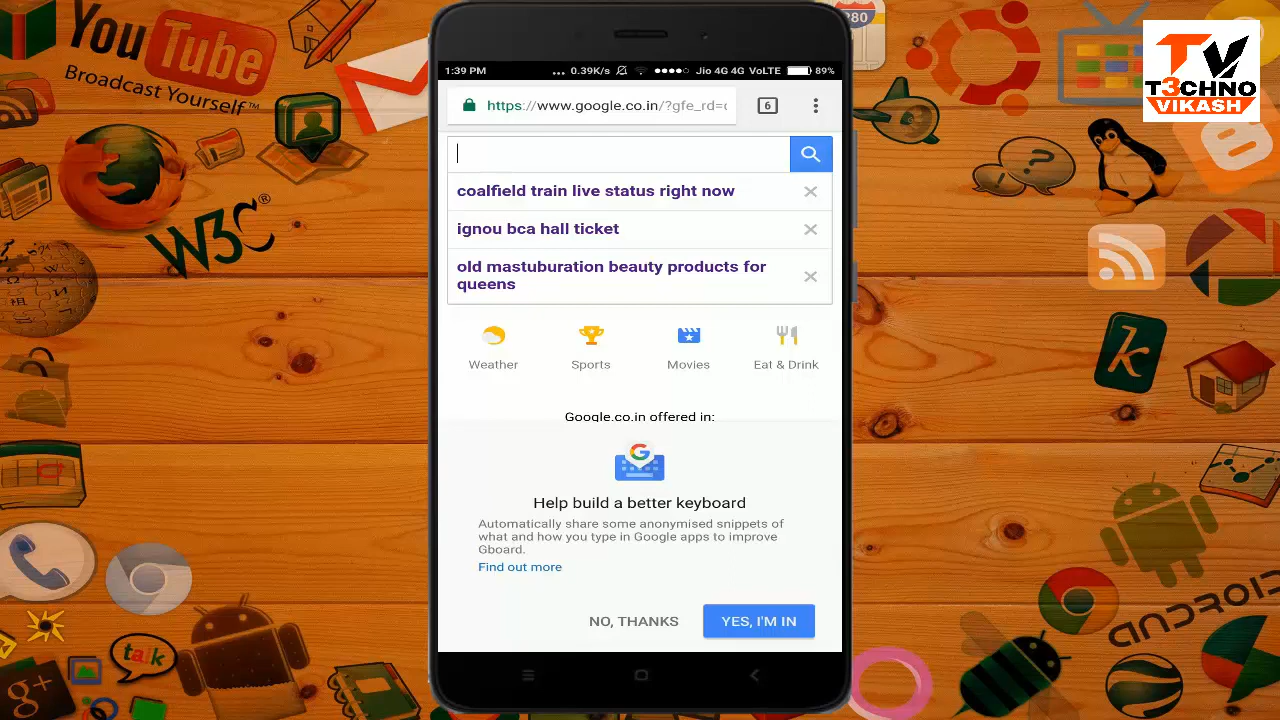 You Tube
Broadcast Yourself™
W3C®
talk
g+
280
TV
T3CHNO
VIKASH
k
ANDROID
1:39 PM
... 0.39K/s
Jio 4G 4G VoLTE
89%
https://www.google.co.in/?gfe_rd=c
6
coalfield train live status right now
ignou bca hall ticket
old mastuburation beauty products for
queens
Weather
Sports
Movies
Eat & Drink
Google.co.in offered in:
G
Help build a better keyboard
Automatically share some anonymised snippets of
what and how you type in Google apps to improve
Gboard.
Find out more
NO, THANKS
YES, I'M IN